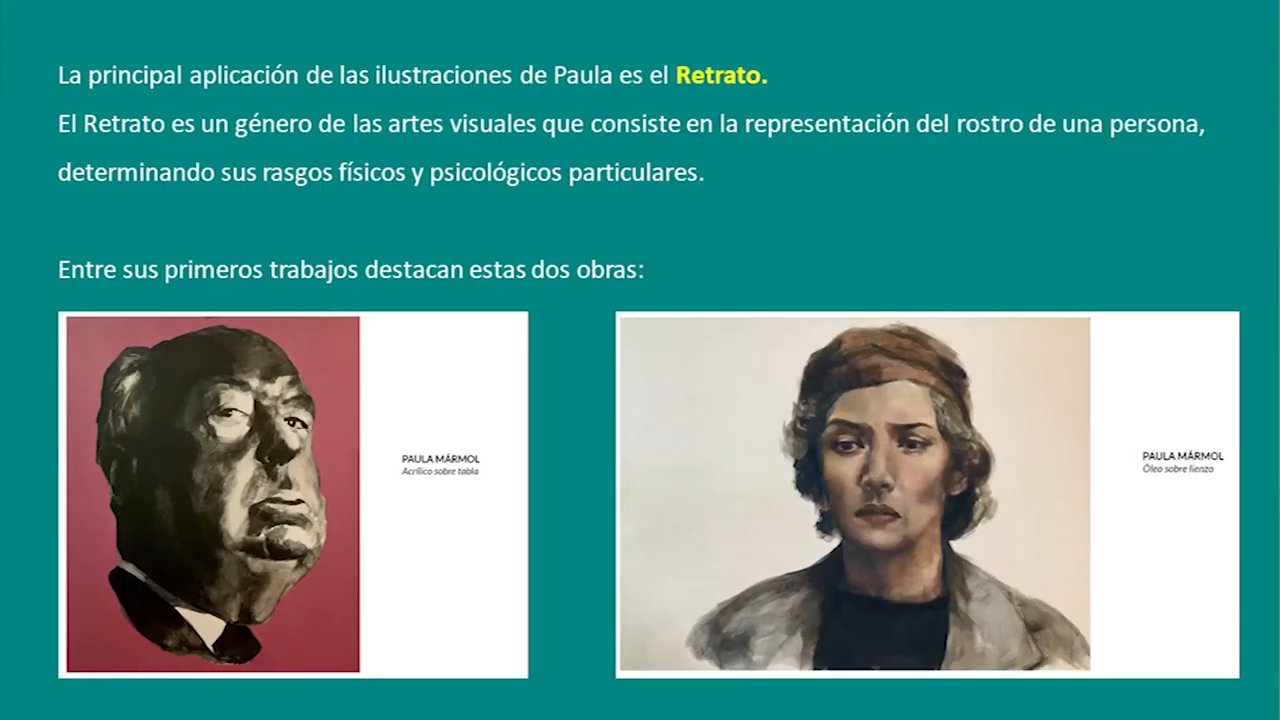 La principal aplicación de las ilustraciones de Paula es el Retrato.
El Retrato es un género de las artes visuales que consiste en la representación del rostro de una persona,
determinando sus rasgos físicos y psicológicos particulares.
Entre sus primeros trabajos destacan estas dos obras:
PAULA MÁRMOL
Acrílico sobre tabla
PAULA MÁRMOL
Óleo sobre lienzo